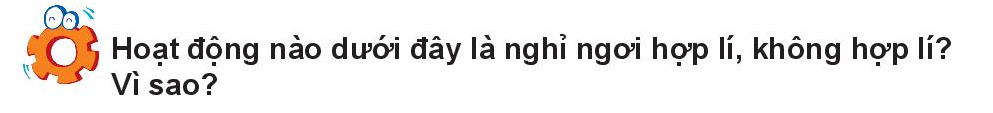 Hoạt động nào dưới đây là nghỉ ngơi hợp lí, không hợp lí?
Vì sao?